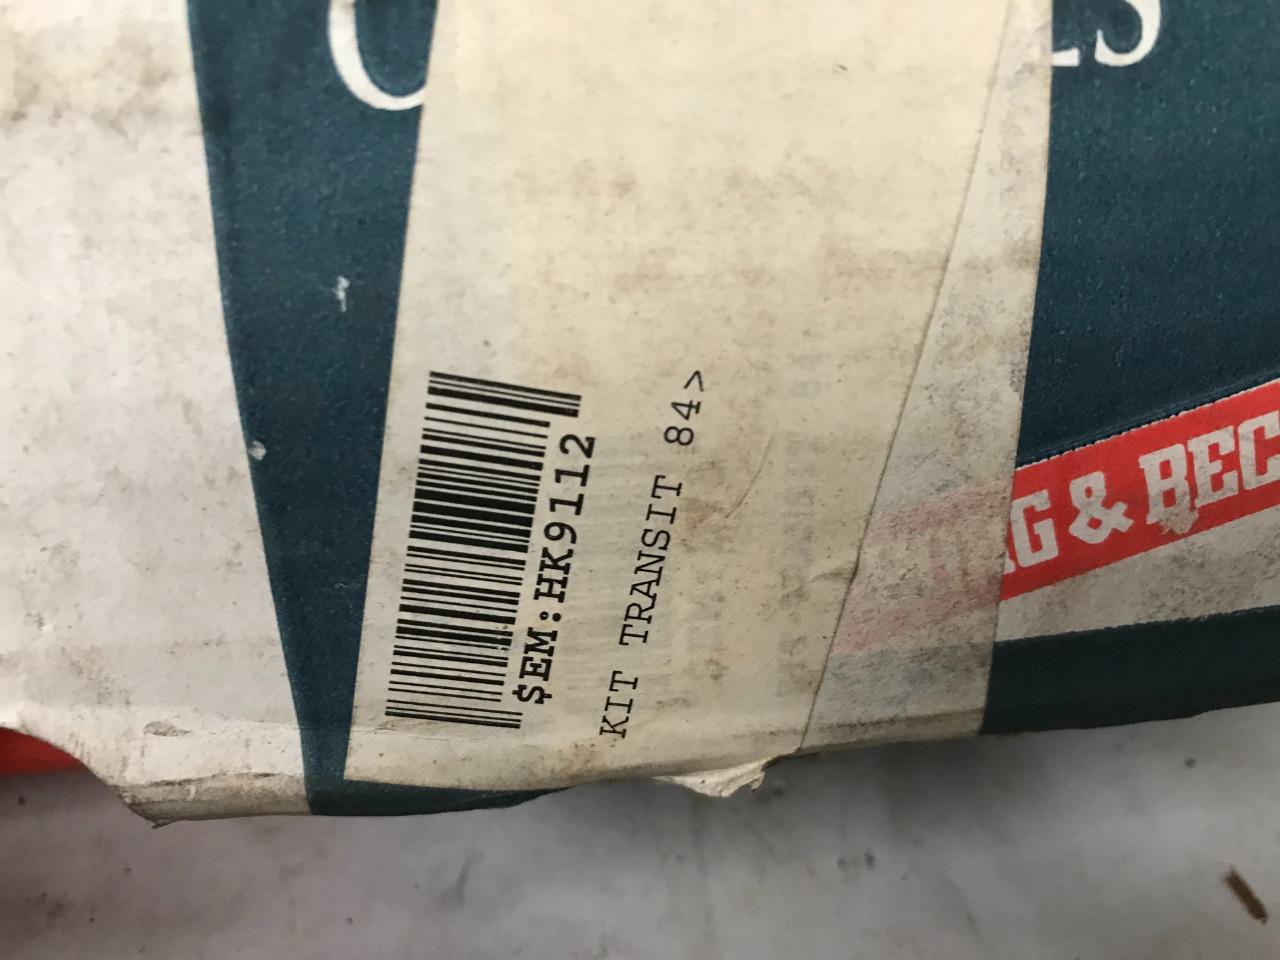 $EM:HK9112
KIT TRANSIT 84>
& BEC